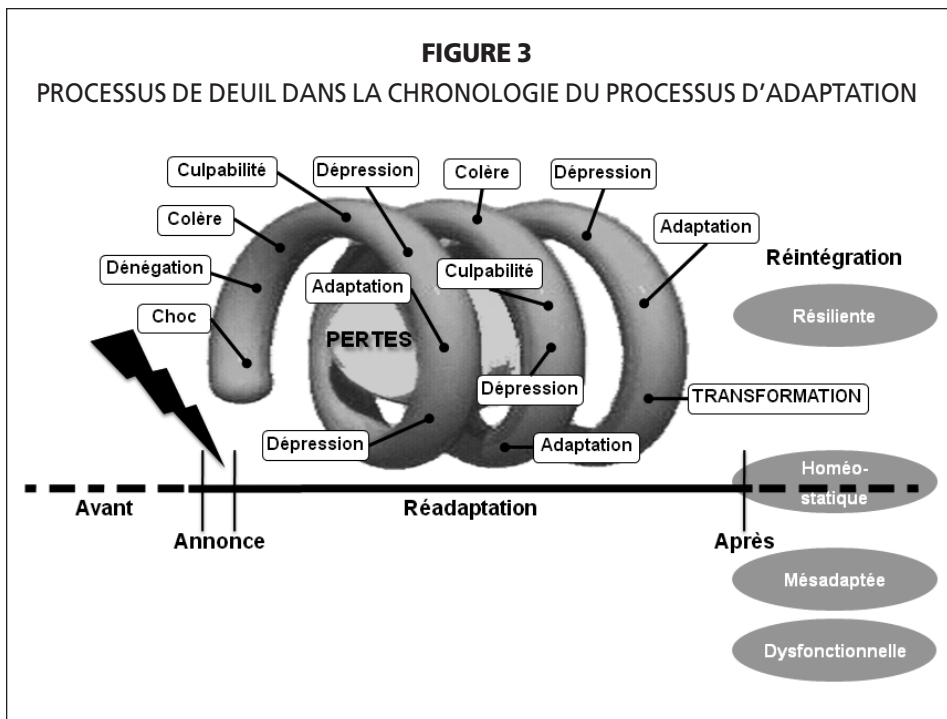 FIGURE 3
PROCESSUS DE DEUIL DANS LA CHRONOLOGIE DU PROCESSUS D'ADAPTATION
Culpabilité
Dépression
Colère
Dépression
Colère
Adaptation
Dénégation
Adaptation
Culpabilité
Réintégration
Choc
PERTES
Résiliente
Dépression
TRANSFORMATION
Dépression
Adaptation
Homéo-
statique
Avant
Réadaptation
Annonce
Après
Mésadaptée
Dysfonctionnelle